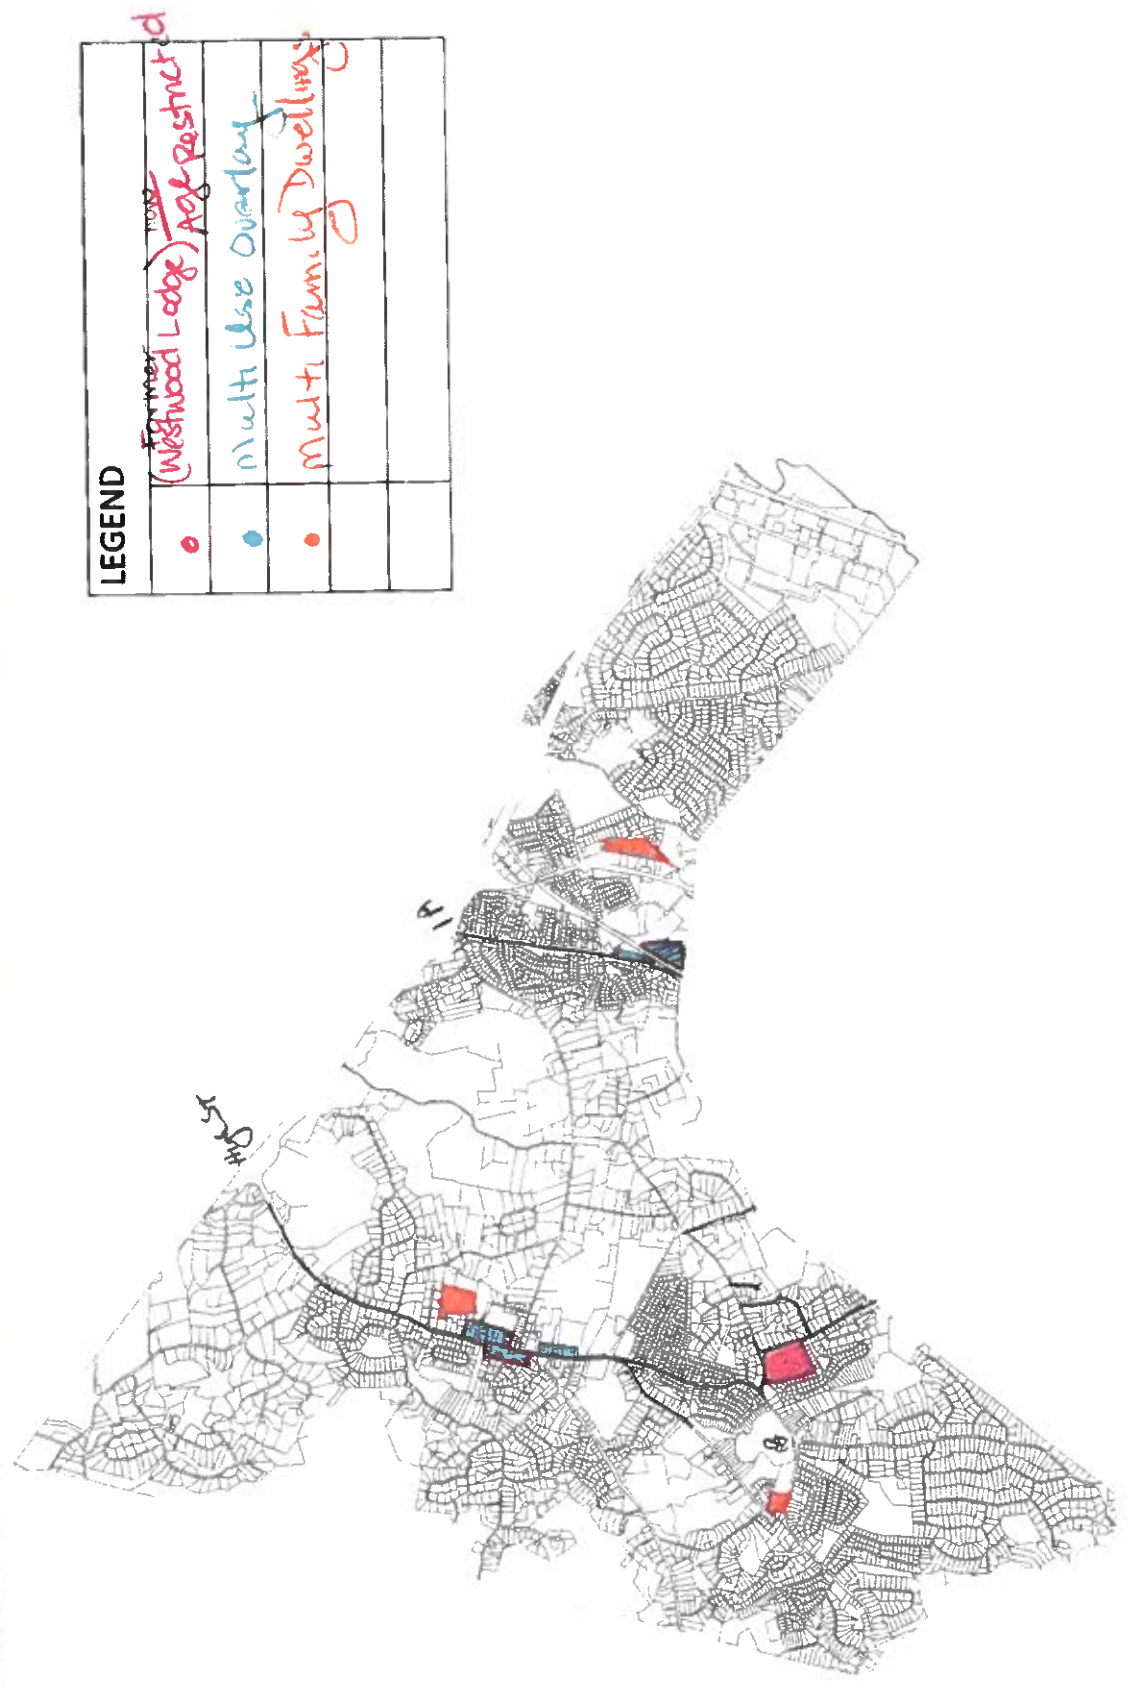 LEGEND
Former now
(Westwood Lodge) Age Restricted
Multi Use Overlay
Multi Family Dwellings
1A
High St